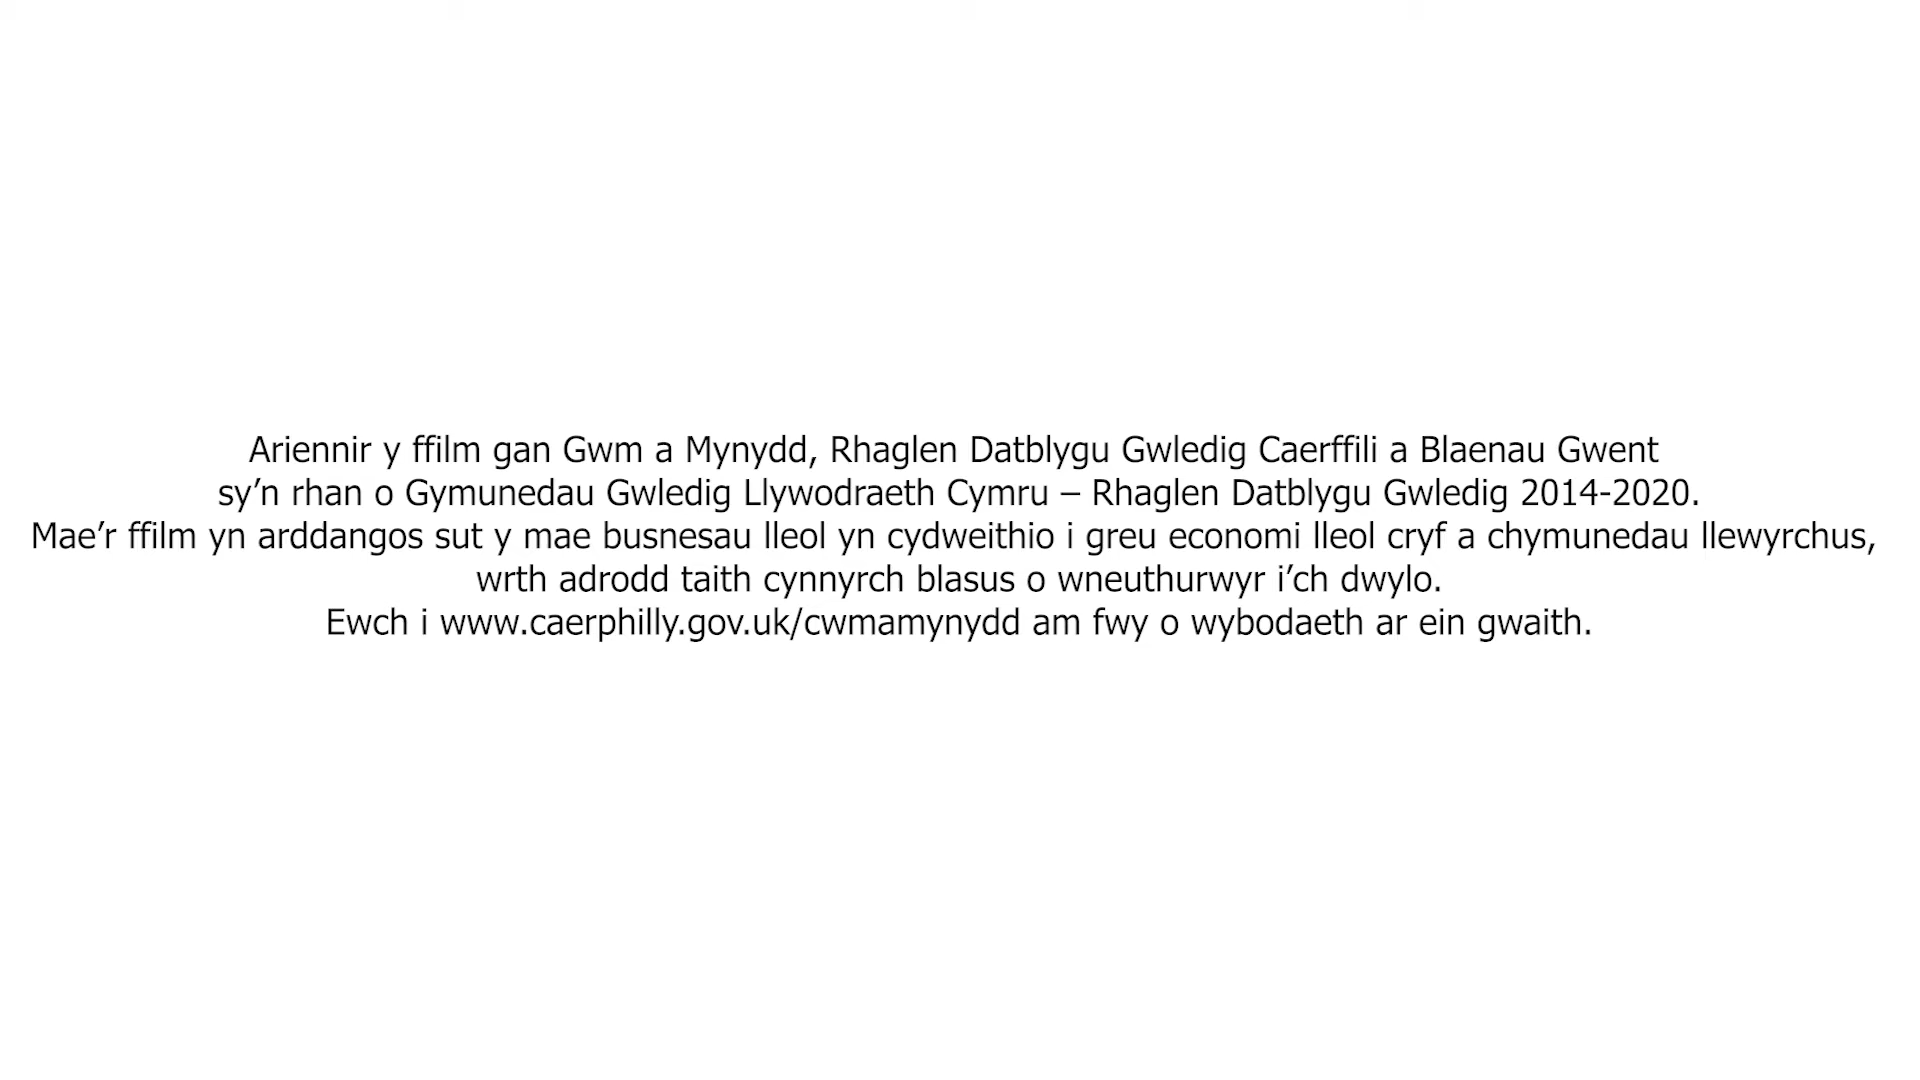 Ariennir y ffilm gan Gwm a Mynydd, Rhaglen Datblygu Gwledig Caerffili a Blaenau Gwent
sy’n rhan o Gymunedau Gwledig Llywodraeth Cymru – Rhaglen Datblygu Gwledig 2014-2020.
Mae’r ffilm yn arddangos sut y mae busnesau lleol yn cydweithio i greu economi lleol cryf a chymunedau llewyrchus,
wrth adrodd taith cynnyrch blasus o wneuthurwyr i’ch dwylo.
Ewch i www.caerphilly.gov.uk/cwmamynydd am fwy o wybodaeth ar ein gwaith.